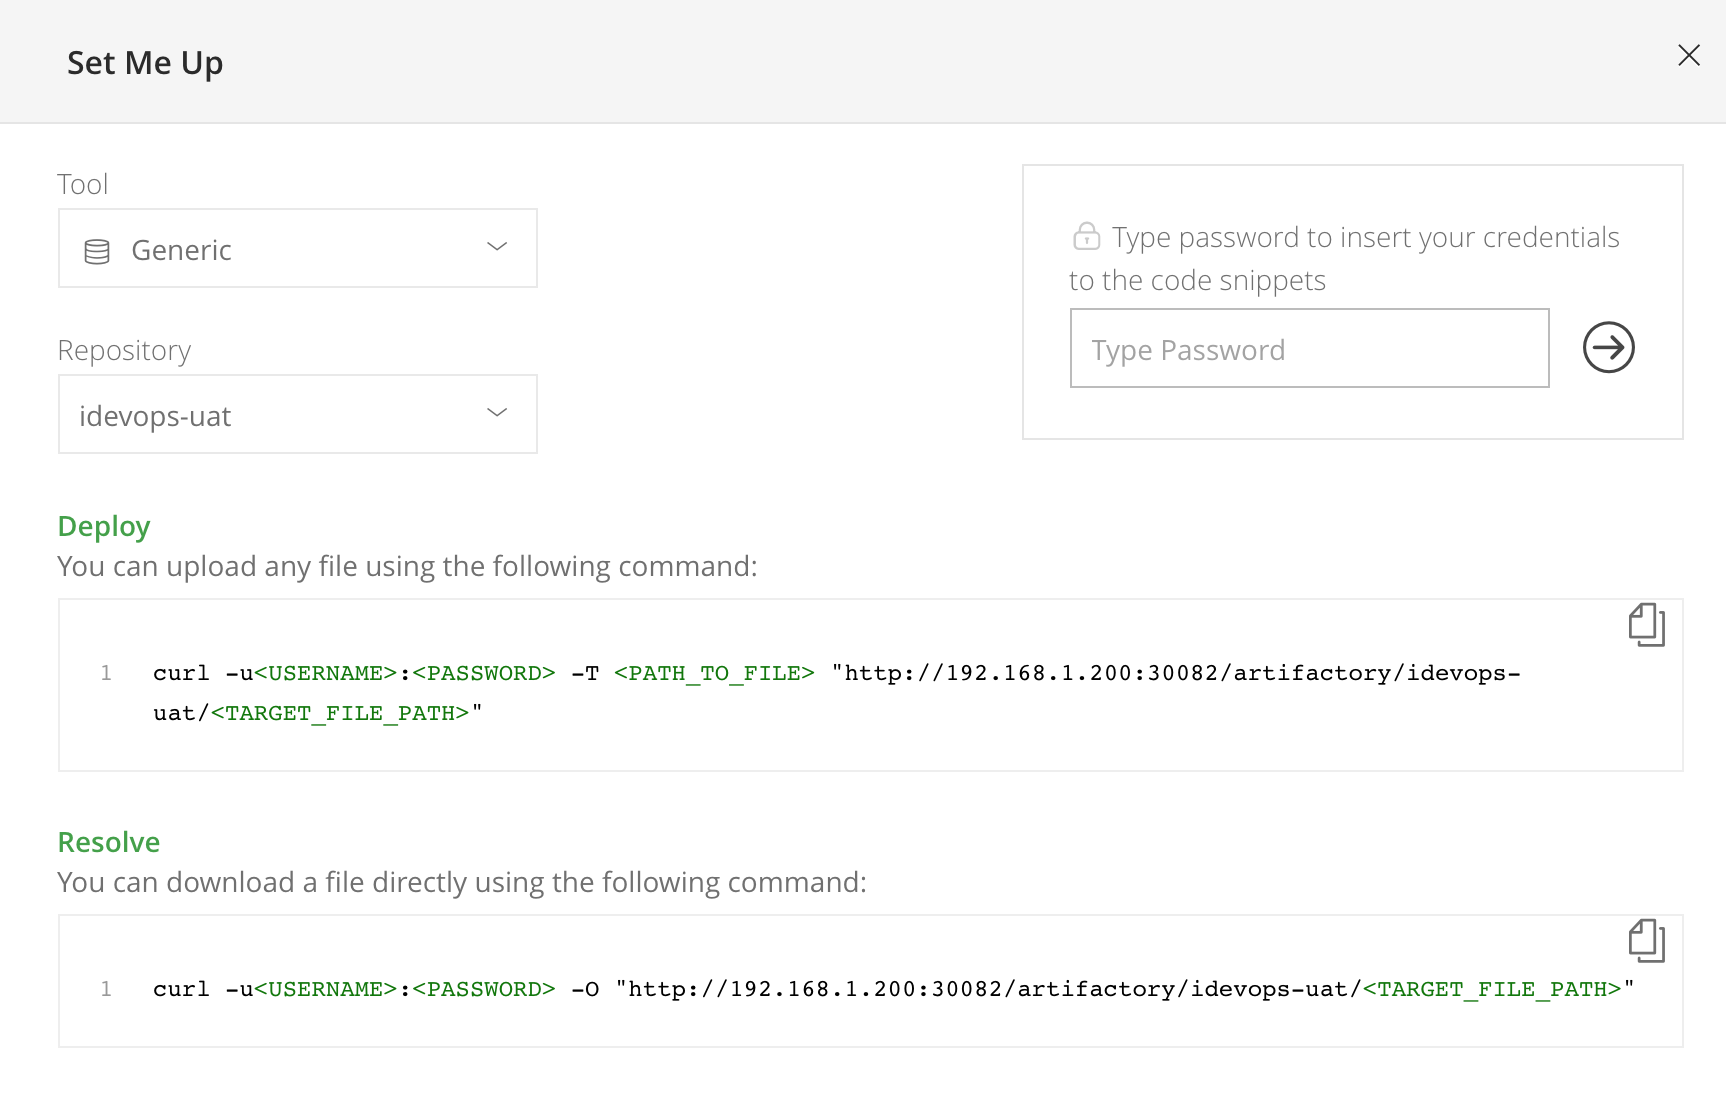 Set Me Up
Tool
Generic
Repository
idevops-uat
Type password to insert your credentials
to the code snippets
Type Password
Deploy
You can upload any file using the following command:
1 curl -u<USERNAME>:<PASSWORD> -T <PATH_TO_FILE> "http://192.168.1.200:30082/artifactory/idevops-
uat/<TARGET_FILE_PATH>"
Resolve
You can download a file directly using the following command:
1 curl -u<USERNAME>:<PASSWORD> -O "http://192.168.1.200:30082/artifactory/idevops-uat/<TARGET_FILE_PATH>"